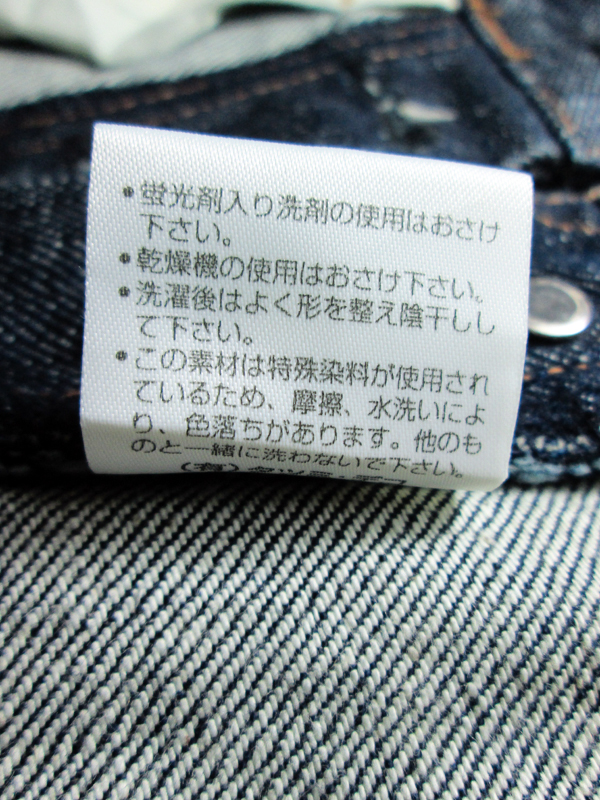 •蛍光剤入り洗剤の使用はおさけ
下さい。
•乾燥機の使用はおさけ下さい。
•洗濯後はよく形を整え陰干しし
て下さい。
•この素材は特殊染料が使用され
ているため、摩擦、水洗いによ
り、色落ちがあります。他のも
のと一緒に洗わないで下さい。
(有)